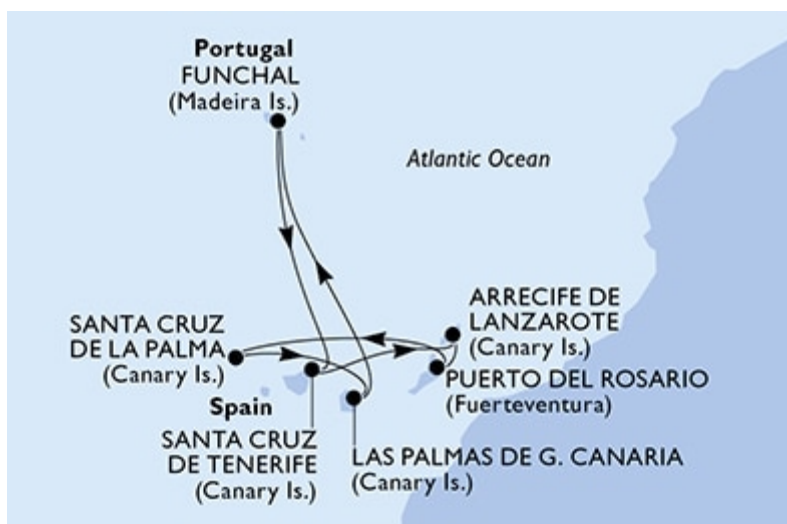 Portugal
FUNCHAL
(Madeira Is.)
Atlantic Ocean
ARRECIFE DE
LANZAROTE
(Canary Is.)
SANTA CRUZ
DE LA PALMA
(Canary Is.)
PUERTO DEL ROSARIO
(Fuerteventura)
Spain
SANTA CRUZ
DE TENERIFE
(Canary Is.)
LAS PALMAS DE G. CANARIA
(Canary Is.)